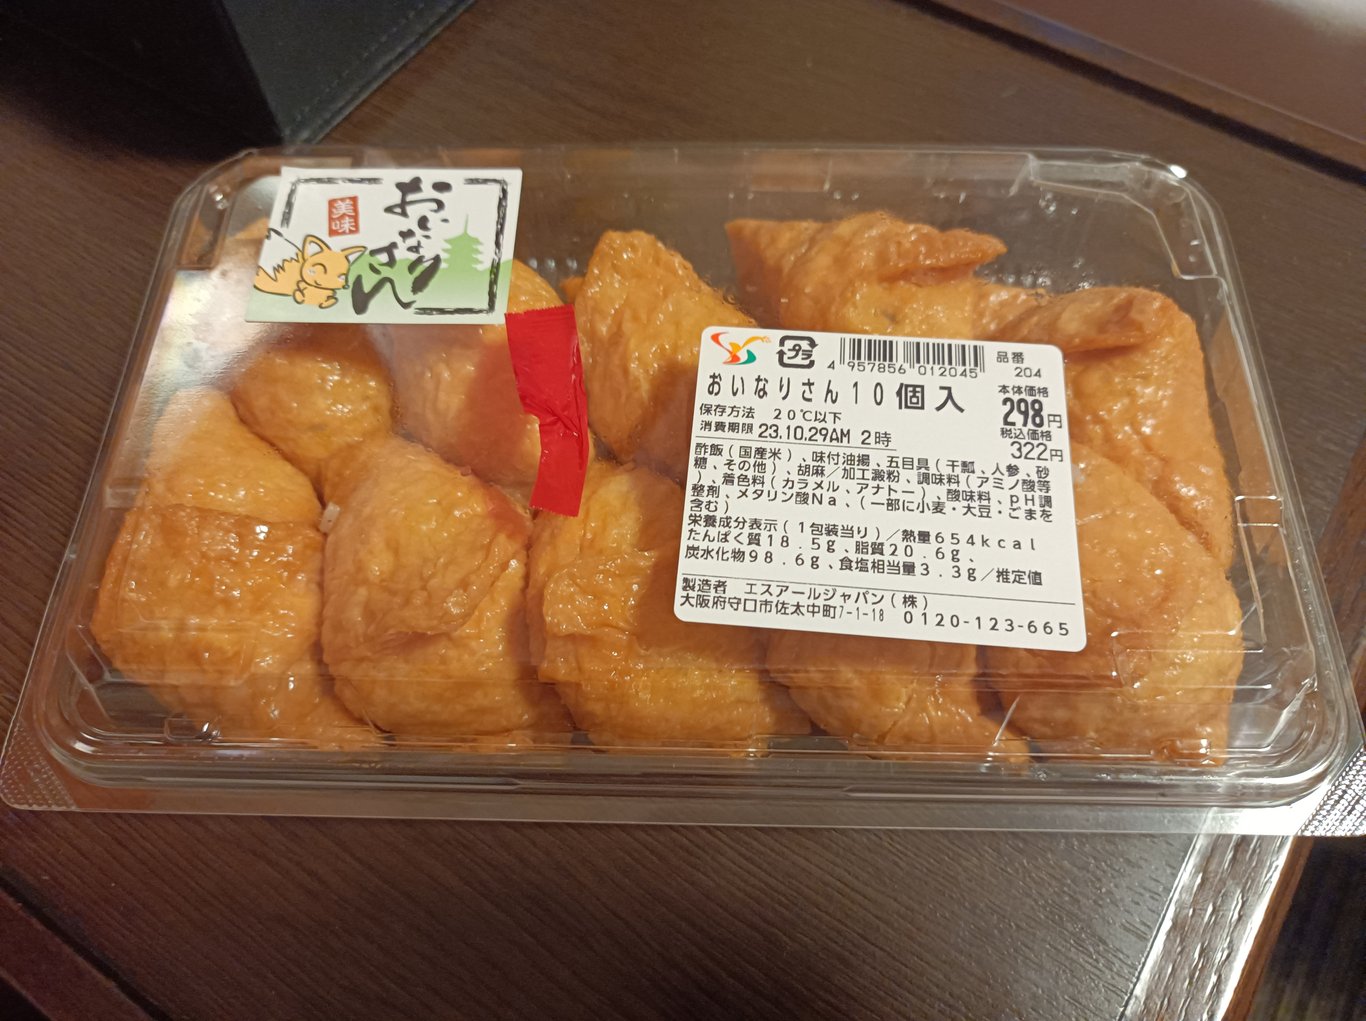 美味
おいなりさん
プラ
4 957856 012045
品番
204
おいなりさん10個入
本体価格
298円
保存方法 20℃以下
税込価格
消費期限 23.10.29AM 2時
322円
酢飯(国産米)、味付油揚、五目具(干瓢、人参、砂
糖、その他)、胡麻/加工澱粉、調味料(アミノ酸等
)、着色料(カラメル、アナトー)、酸味料、pH調
整剤、メタリン酸Na、(一部に小麦・大豆・ごまを
含む)
栄養成分表示(1包装当り)/熱量654kcal
たんぱく質18.5g、脂質20.6g、
炭水化物98.6g、食塩相当量3.3g/推定値
製造者 エスアールジャパン(株)
大阪府守口市佐太中町7-1-18 0120-123-665